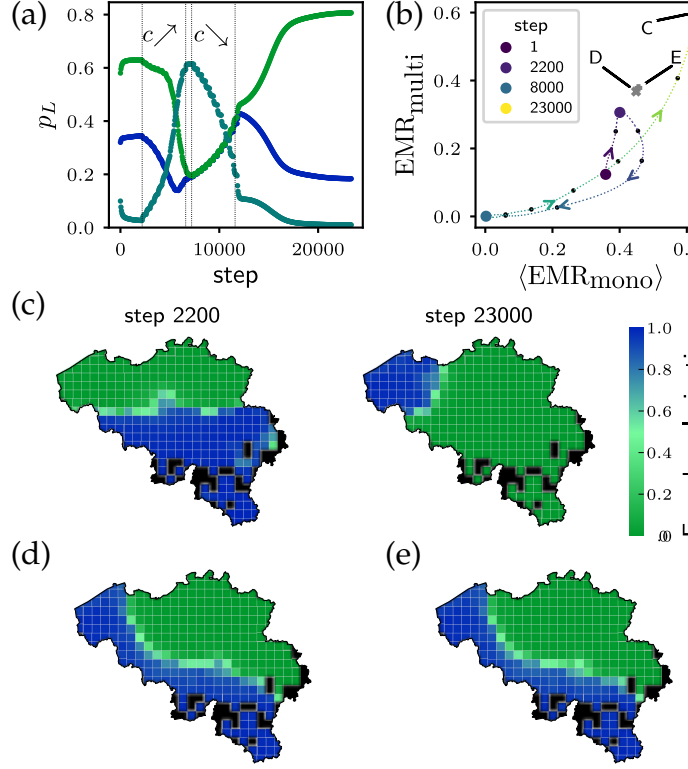 (a)
c ↗ c ↘
0.8
0.6
0.4
0.2
0.0
p_L
0 10000 20000
step
(b)
step
1
2200
8000
23000
C
D
E
0.6
0.4
0.2
0.0
EMR_multi
0.0 0.2 0.4 0.6
⟨EMR_mono⟩
(c)
step 2200
step 23000
1.0
0.8
0.6
0.4
0.2
(d)
(e)